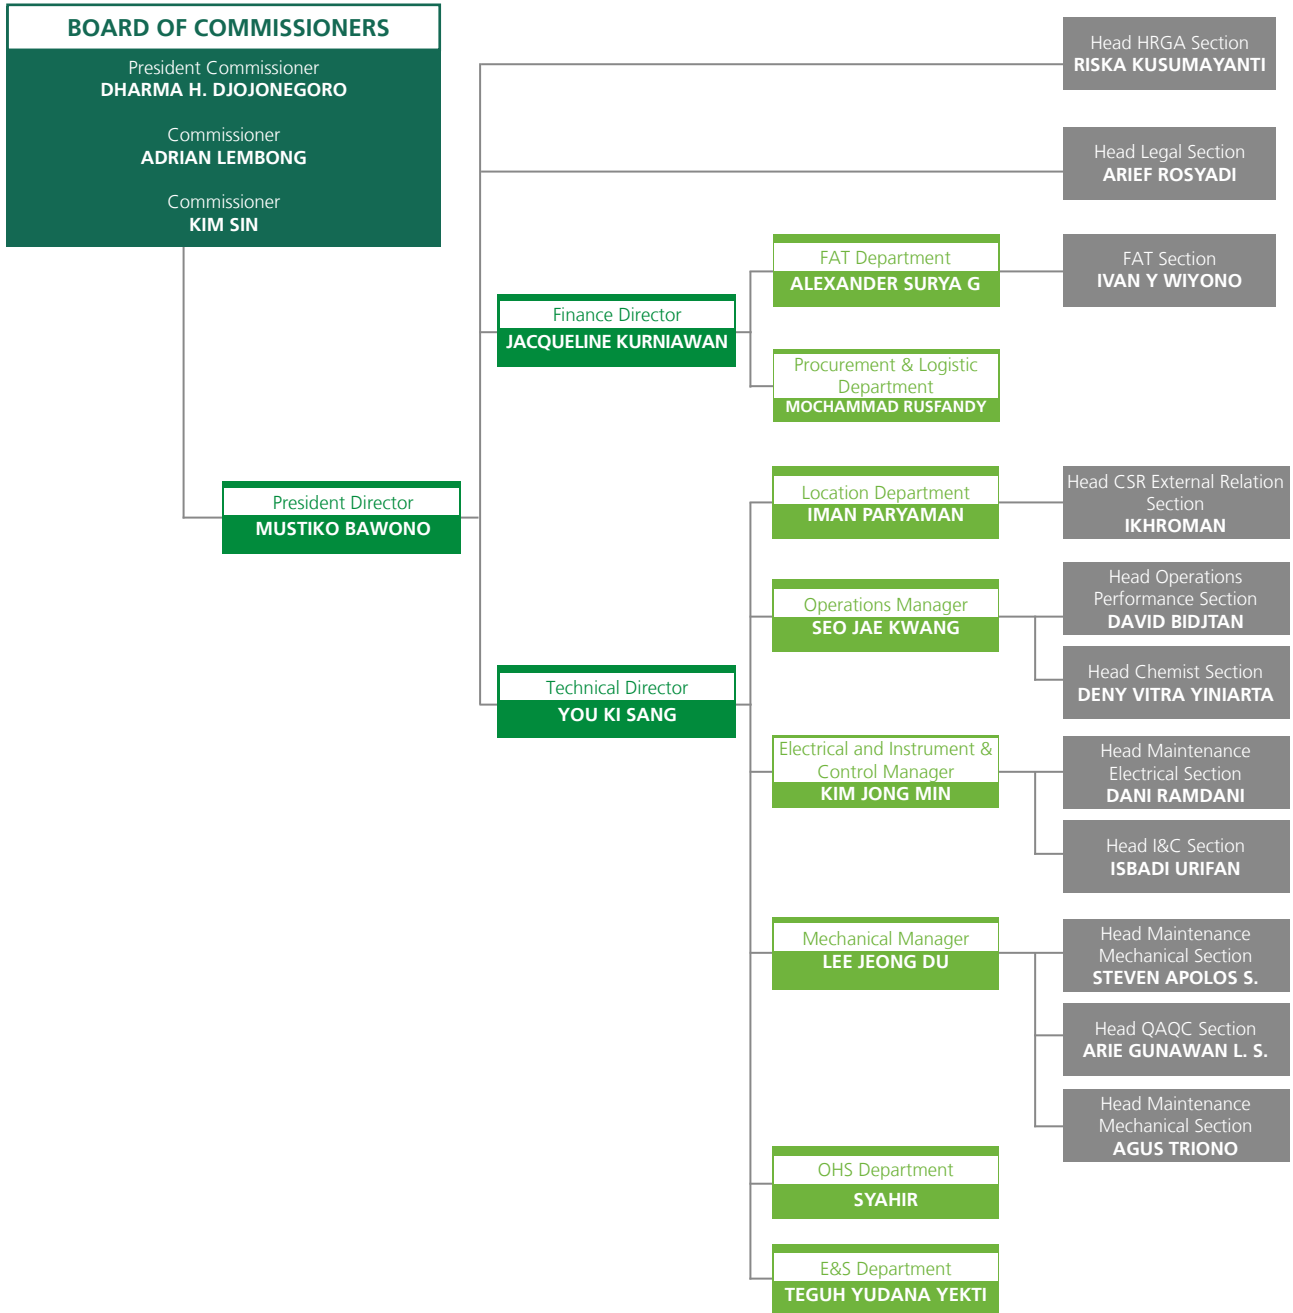 BOARD OF COMMISSIONERS
President Commissioner
DHARMA H. DJOJONEGORO
Commissioner
ADRIAN LEMBONG
Commissioner
KIM SIN
President Director
MUSTIKO BAWONO
Head HRGA Section
RISKA KUSUMAYANTI
Head Legal Section
ARIEF ROSYADI
Finance Director
JACQUELINE KURNIAWAN
FAT Department
ALEXANDER SURYA G
FAT Section
IVAN Y WIYONO
Procurement & Logistic
Department
MOCHAMMAD RUSFANDY
Technical Director
YOU KI SANG
Location Department
IMAN PARYAMAN
Head CSR External Relation
Section
IKHROMAN
Operations Manager
SEO JAE KWANG
Head Operations
Performance Section
DAVID BIDJTAN
Head Chemist Section
DENY VITRA YINIARTA
Electrical and Instrument &
Control Manager
KIM JONG MIN
Head Maintenance
Electrical Section
DANI RAMDANI
Head I&C Section
ISBADI URIFAN
Mechanical Manager
LEE JEONG DU
Head Maintenance
Mechanical Section
STEVEN APOLOS S.
Head QAQC Section
ARIE GUNAWAN L. S.
Head Maintenance
Mechanical Section
AGUS TRIONO
OHS Department
SYAHIR
E&S Department
TEGUH YUDANA YEKTI